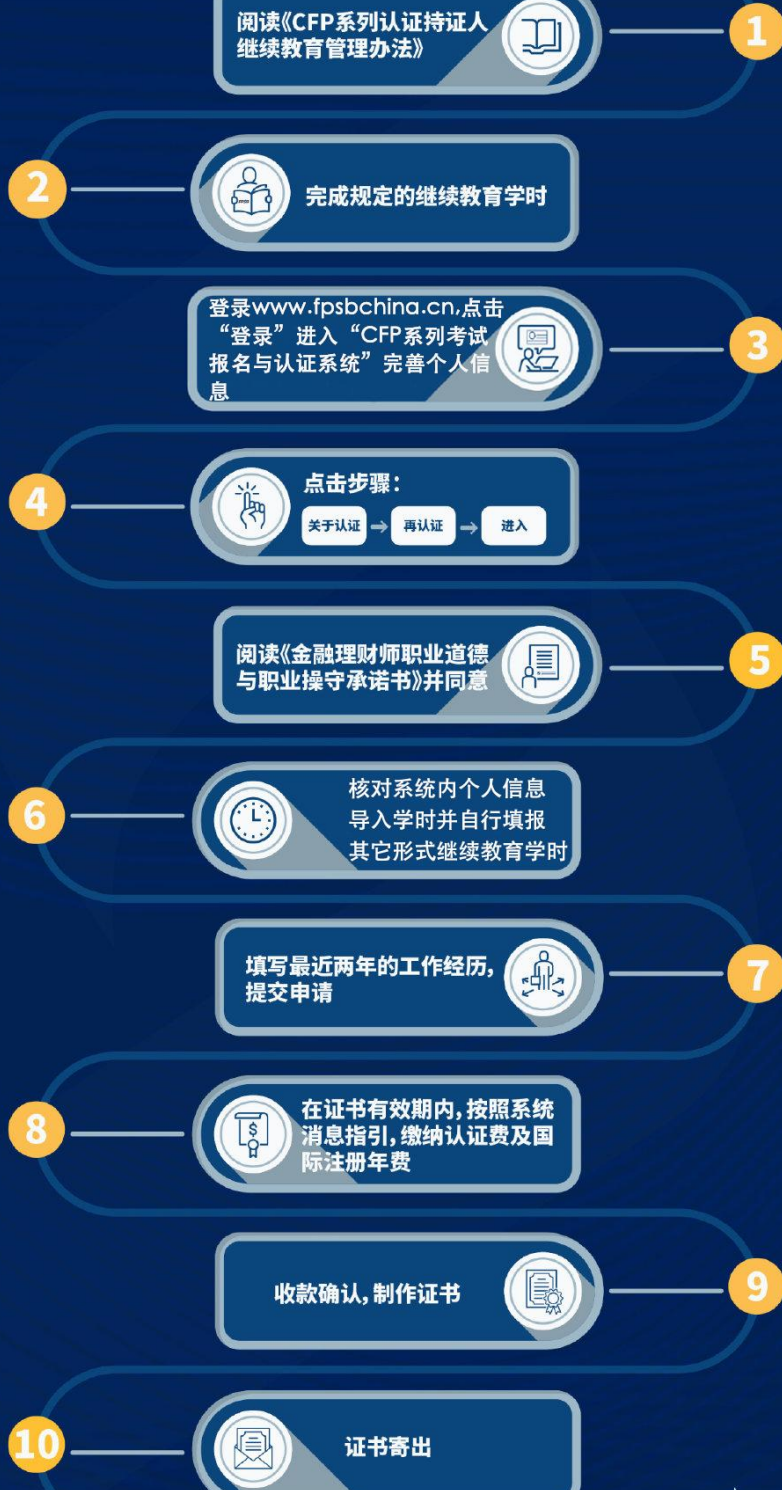 阅读《CFP系列认证持证人
继续教育管理办法》
1
2
完成规定的继续教育学时
登录www.fpsbchina.cn,点击
“登录”进入“CFP系列考试
报名与认证系统”完善个人信
息
3
4
点击步骤：
关于认证 → 再认证 → 进入
阅读《金融理财师职业道德
与职业操守承诺书》并同意
5
6
核对系统内个人信息
导入学时并自行填报
其它形式继续教育学时
填写最近两年的工作经历，
提交申请
7
8
在证书有效期内，按照系统
消息指引，缴纳认证费及国
际注册年费
收款确认，制作证书
9
10
证书寄出